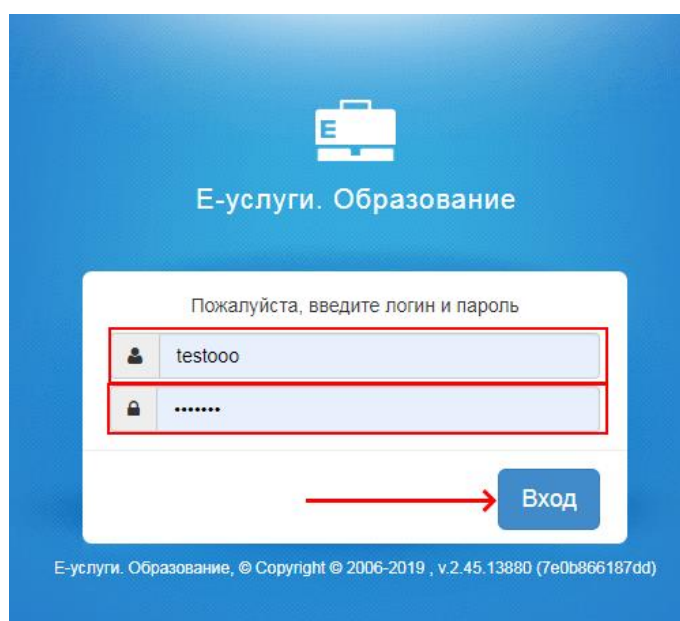 E
Е-услуги. Образование
Пожалуйста, введите логин и пароль
testooo
•••••••
Вход
Е-услуги. Образование, © Copyright © 2006-2019 , v.2.45.13880 (7e0b866187dd)